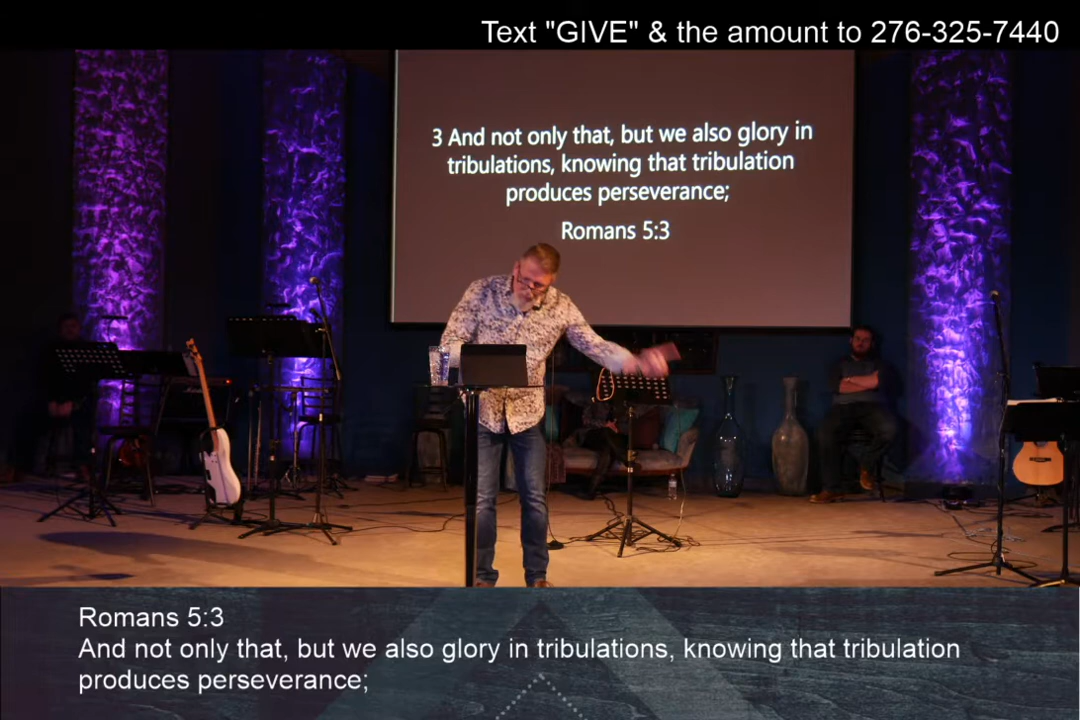 Text "GIVE" & the amount to 276-325-7440
3 And not only that, but we also glory in
tribulations, knowing that tribulation
produces perseverance;
Romans 5:3
Romans 5:3
And not only that, but we also glory in tribulations, knowing that tribulation
produces perseverance;